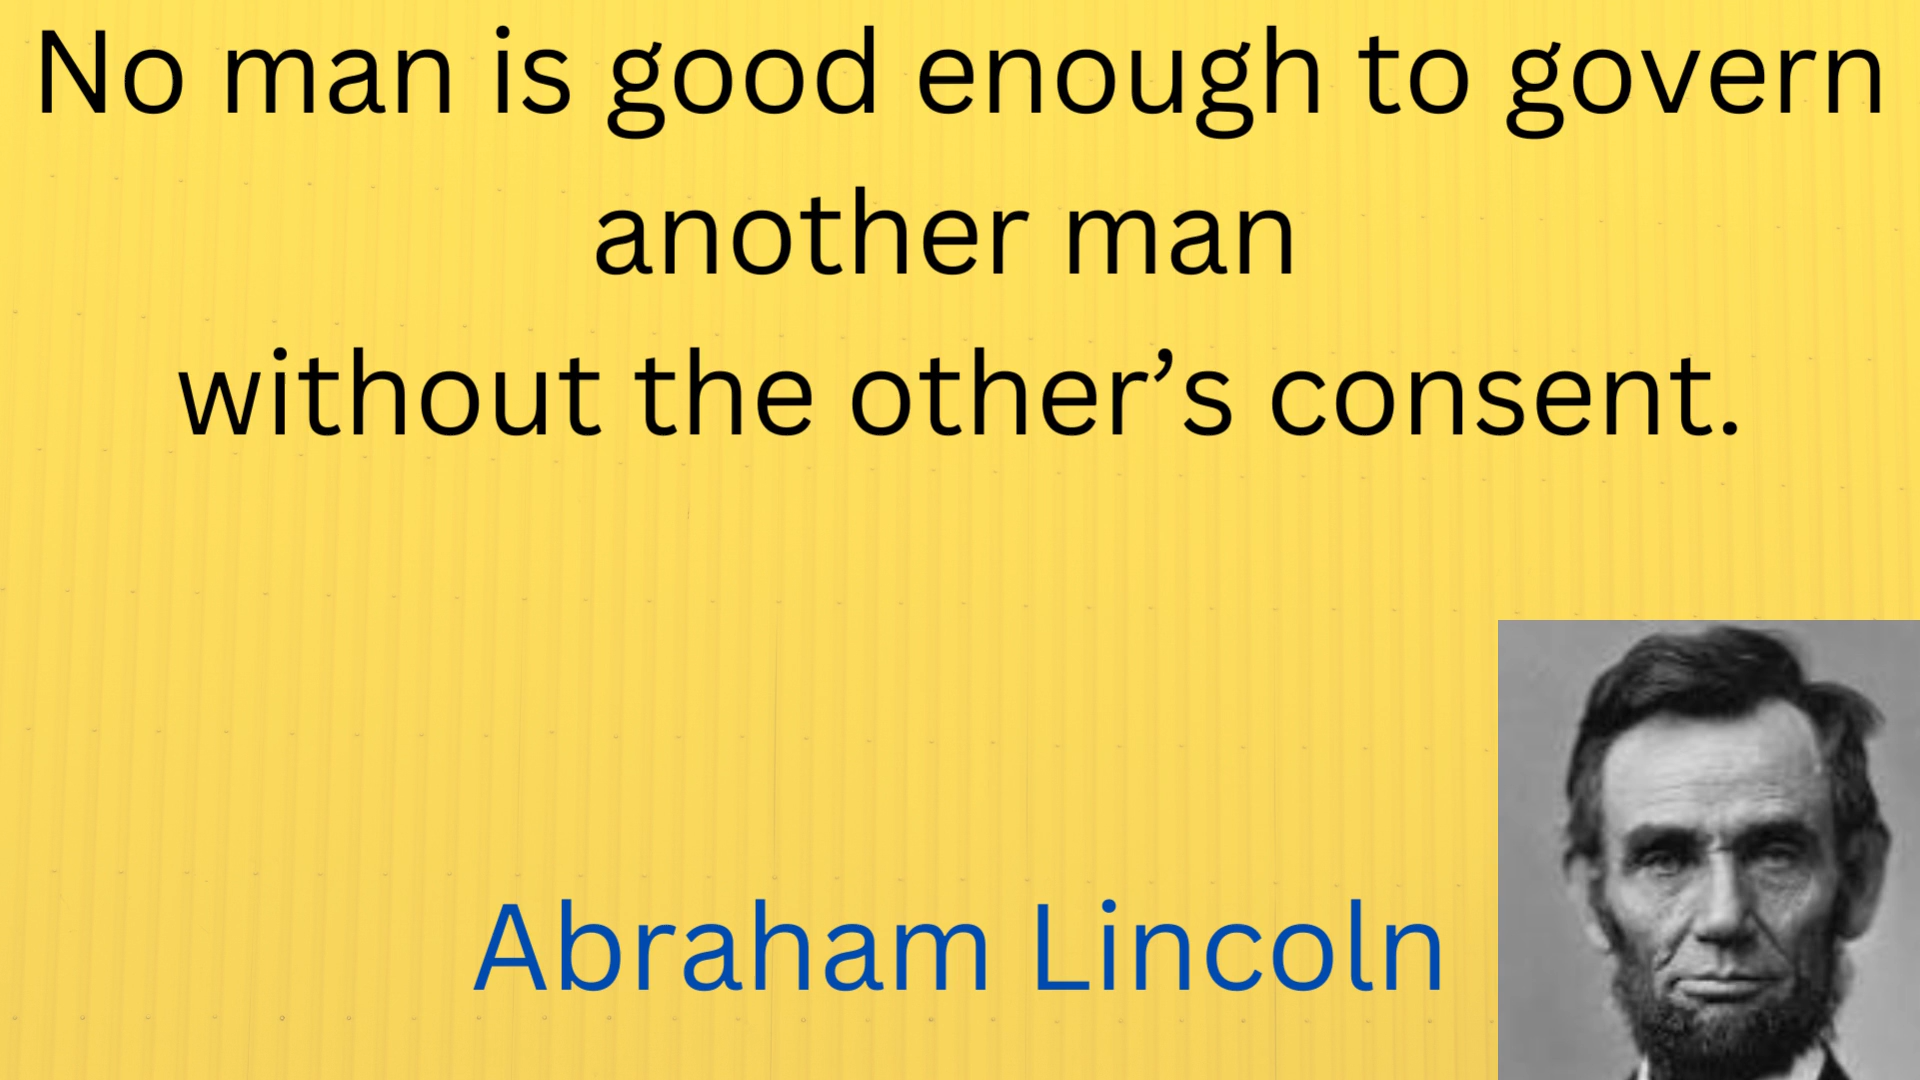 No man is good enough to govern
another man
without the other’s consent.
Abraham Lincoln